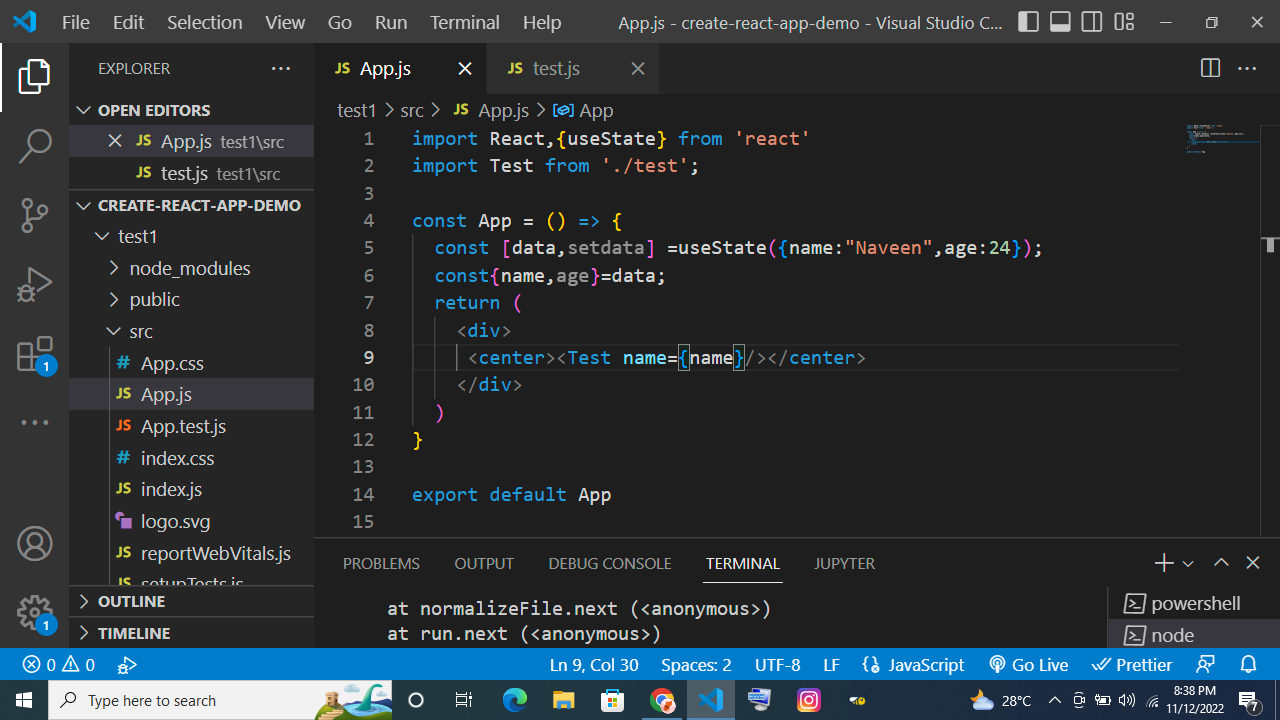 File Edit Selection View Go Run Terminal Help App.js - create-react-app-demo - Visual Studio C...
EXPLORER
OPEN EDITORS
App.js test1\src
test.js test1\src
CREATE-REACT-APP-DEMO
test1
node_modules
public
src
# App.css
JS App.js
JS App.test.js
# index.css
JS index.js
logo.svg
JS reportWebVitals.js
JS setupTests.js
OUTLINE
TIMELINE
1
1
JS App.js JS test.js
test1 > src > JS App.js > App
1 import React,{useState} from 'react'
2 import Test from './test';
3
4 const App = () => {
5 const [data,setdata] =useState({name:"Naveen",age:24});
6 const{name,age}=data;
7 return (
8 <div>
9 <center><Test name={name}/></center>
10 </div>
11 )
12 }
13
14 export default App
15
PROBLEMS OUTPUT DEBUG CONSOLE TERMINAL JUPYTER
at normalizeFile.next (<anonymous>)
at run.next (<anonymous>)
powershell
node
0 0 Ln 9, Col 30 Spaces: 2 UTF-8 LF JavaScript Go Live Prettier
Type here to search 28°C 8:38 PM
11/12/2022 7